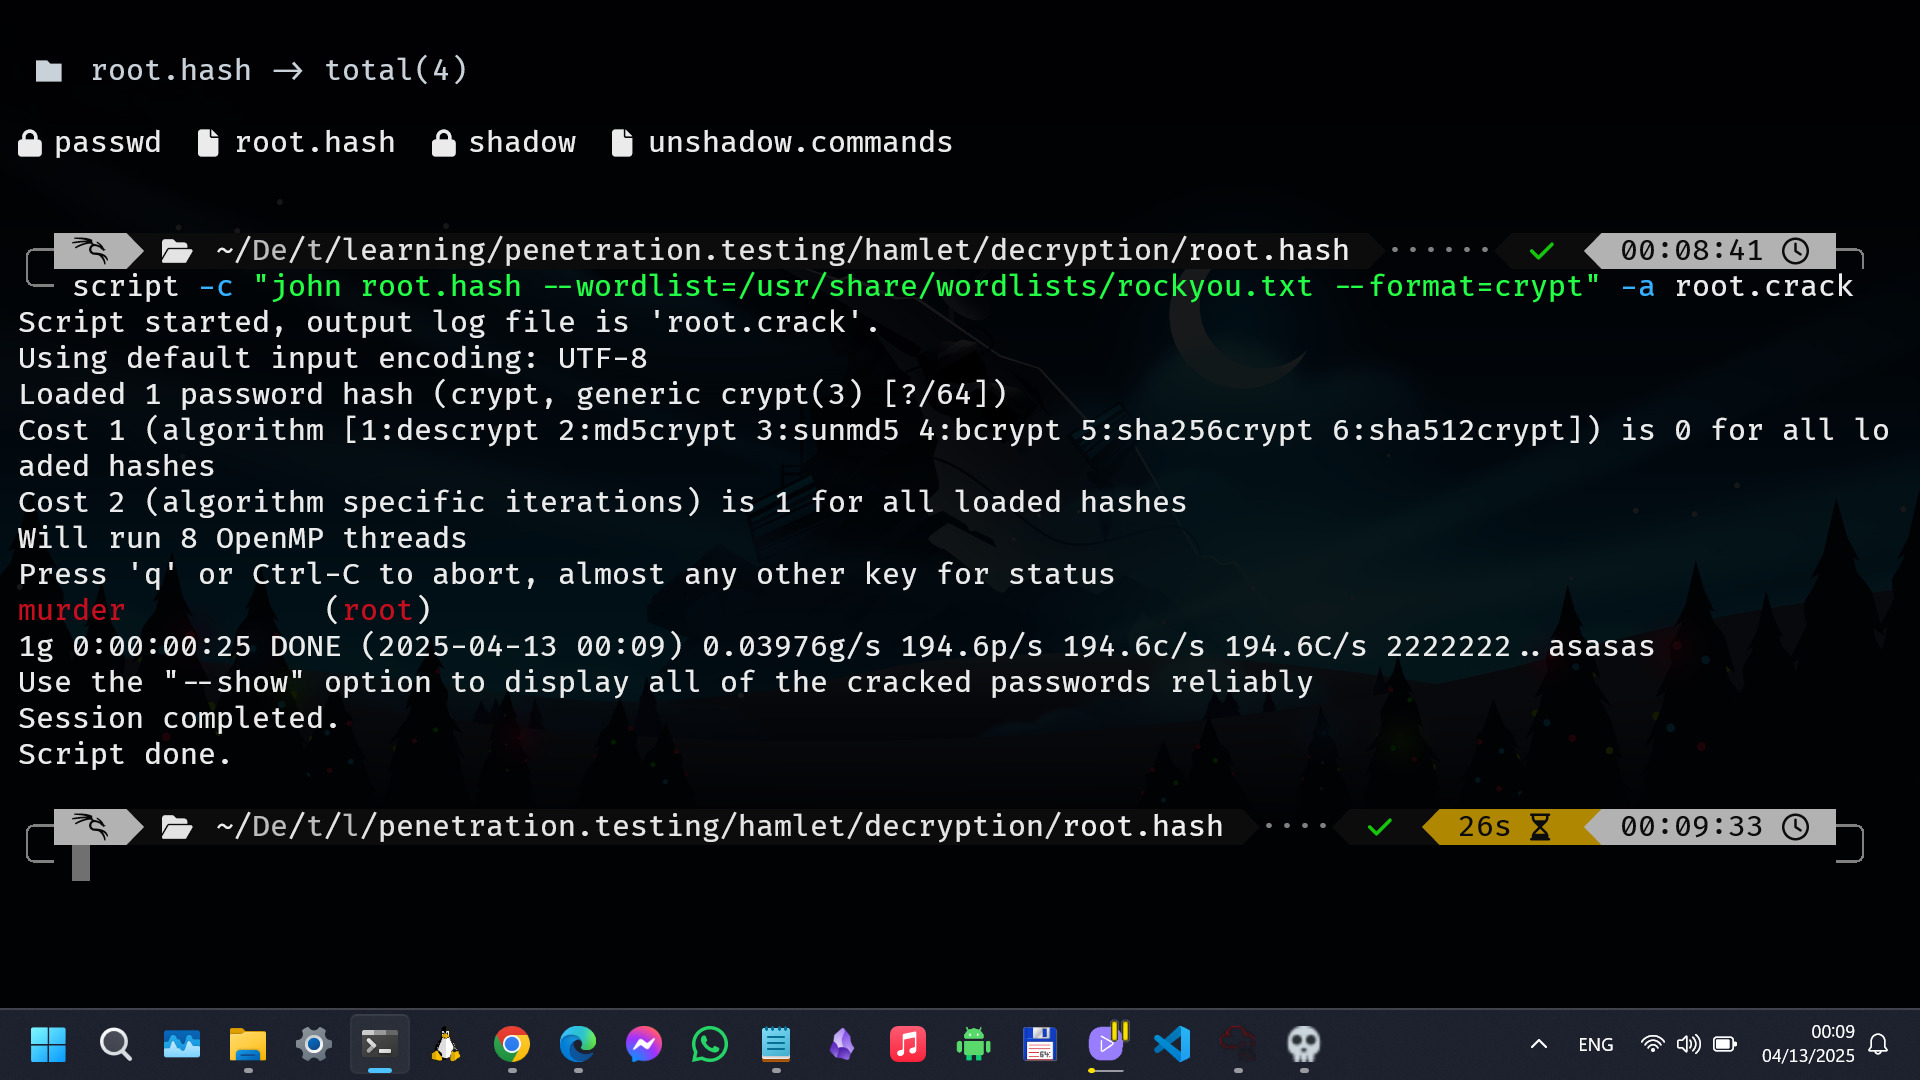 root.hash → total(4)
passwd root.hash shadow unshadow.commands
~/De/t/learning/penetration.testing/hamlet/decryption/root.hash ······ ✓ 00:08:41
script -c "john root.hash --wordlist=/usr/share/wordlists/rockyou.txt --format=crypt" -a root.crack
Script started, output log file is 'root.crack'.
Using default input encoding: UTF-8
Loaded 1 password hash (crypt, generic crypt(3) [?/64])
Cost 1 (algorithm [1:descrypt 2:md5crypt 3:sunmd5 4:bcrypt 5:sha256crypt 6:sha512crypt]) is 0 for all lo
aded hashes
Cost 2 (algorithm specific iterations) is 1 for all loaded hashes
Will run 8 OpenMP threads
Press 'q' or Ctrl-C to abort, almost any other key for status
murder (root)
1g 0:00:00:25 DONE (2025-04-13 00:09) 0.03976g/s 194.6p/s 194.6c/s 194.6C/s 2222222..asasas
Use the "--show" option to display all of the cracked passwords reliably
Session completed.
Script done.
~/De/t/l/penetration.testing/hamlet/decryption/root.hash ···· ✓ 26s 00:09:33
ENG
00:09
04/13/2025
64